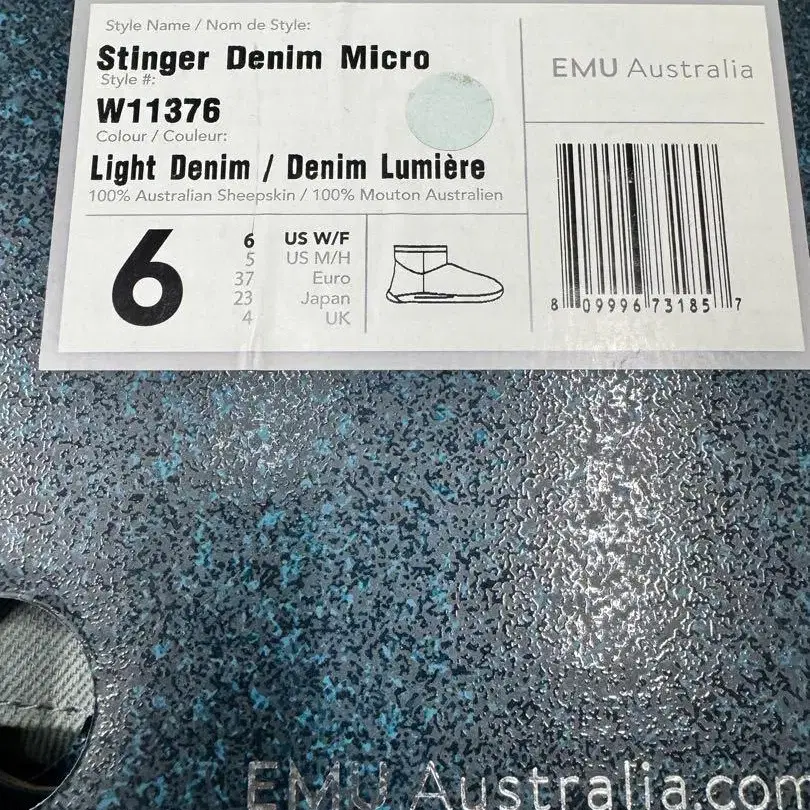 Style Name / Nom de Style:
Stinger Denim Micro
Style #:
W11376
Colour / Couleur:
Light Denim / Denim Lumière
100% Australian Sheepskin / 100% Mouton Australien
6
6 US W/F
5 US M/H
37 Euro
23 Japan
4 UK
EMU Australia
8 09996 73185 7
EMU Australia.com